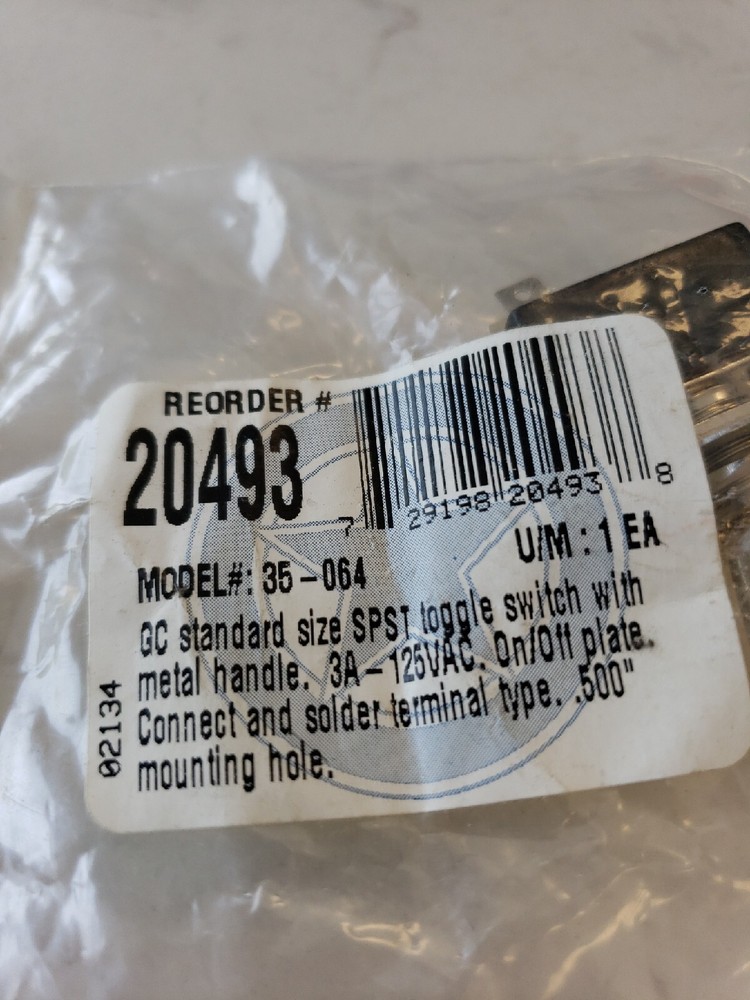 REORDER #
20493
7 29198 20493 8
U/M : 1 EA
MODEL#: 35-064
GC standard size SPST toggle switch with
metal handle. 3A-125VAC. On/Off plate.
Connect and solder terminal type. .500"
mounting hole.
02134